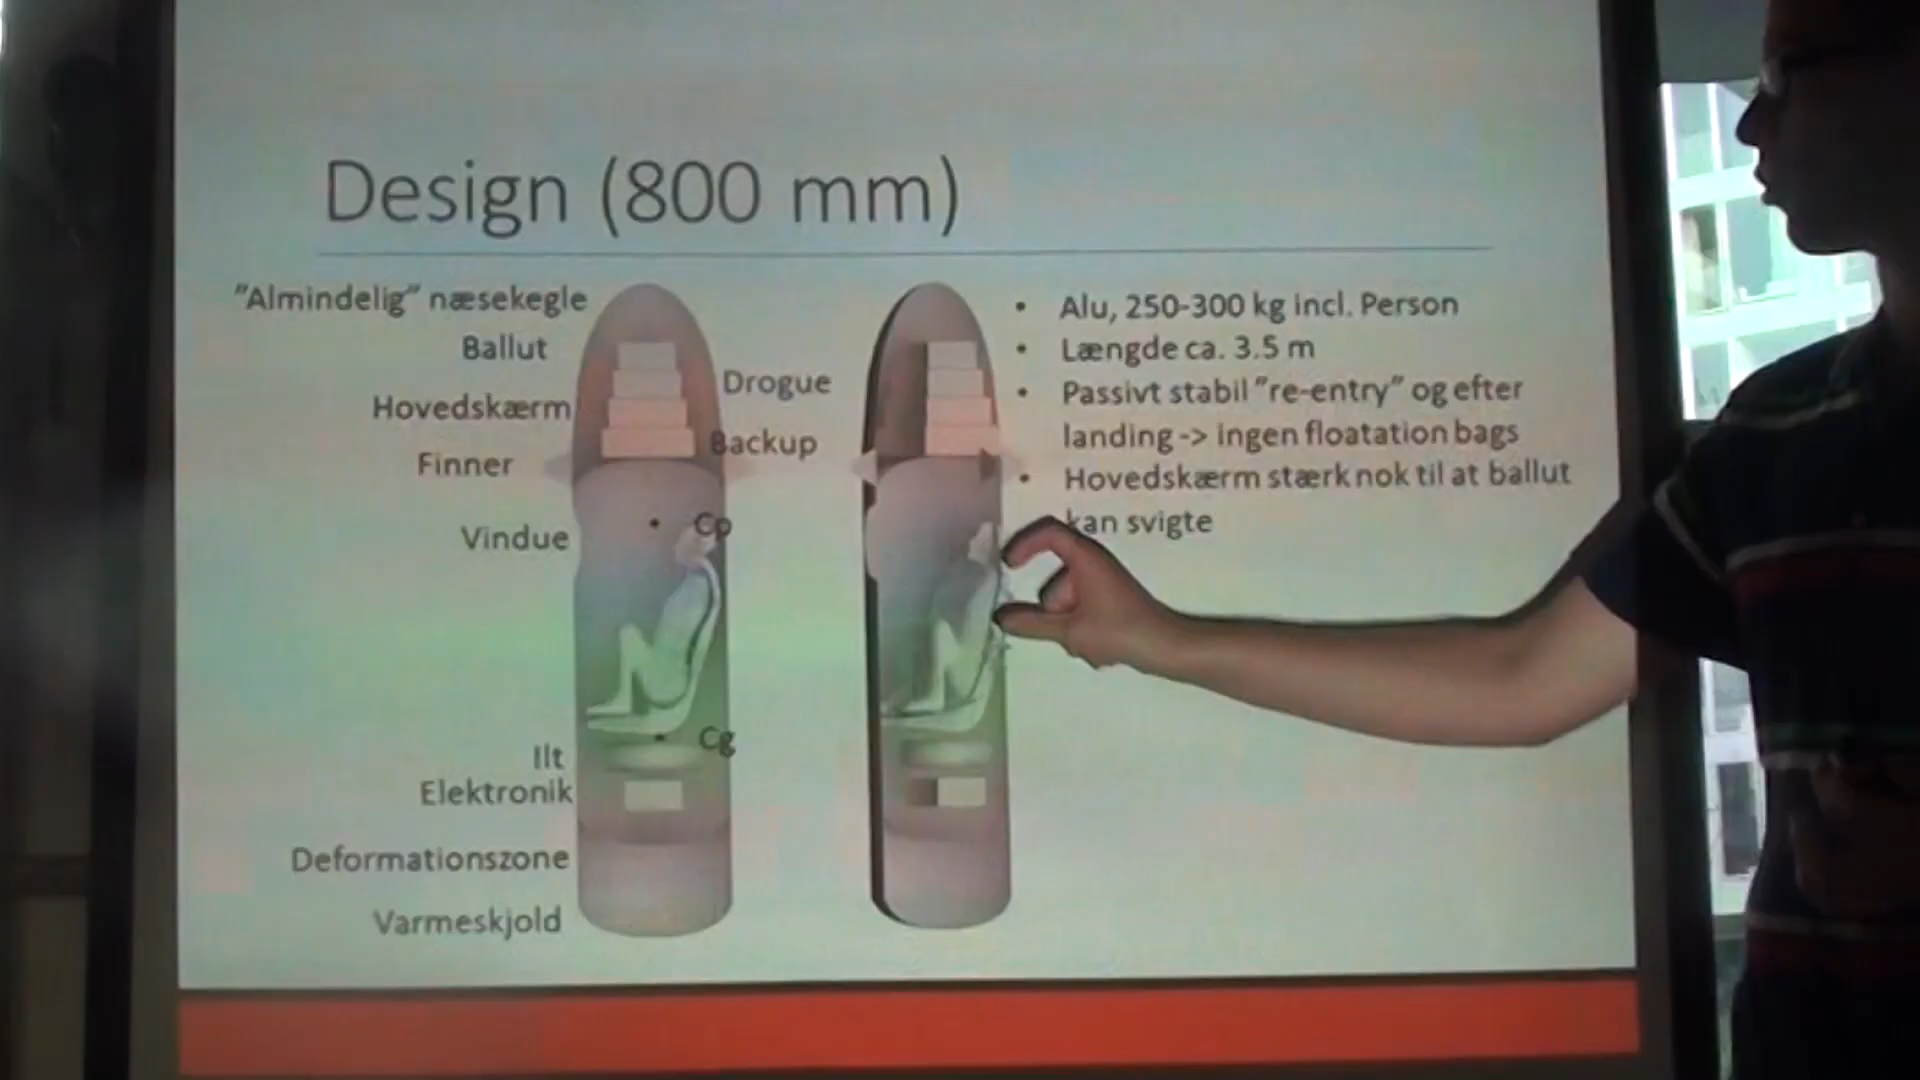 Design (800 mm)
"Almindelig" næsekegle
Ballut
Drogue
Hovedskærm
Backup
Finner
Cp
Vindue
Cg
Ilt
Elektronik
Deformationszone
Varmeskjold
• Alu, 250-300 kg incl. Person
• Længde ca. 3.5 m
• Passivt stabil "re-entry" og efter
landing -> ingen floatation bags
• Hovedskærm stærk nok til at ballut
kan svigte